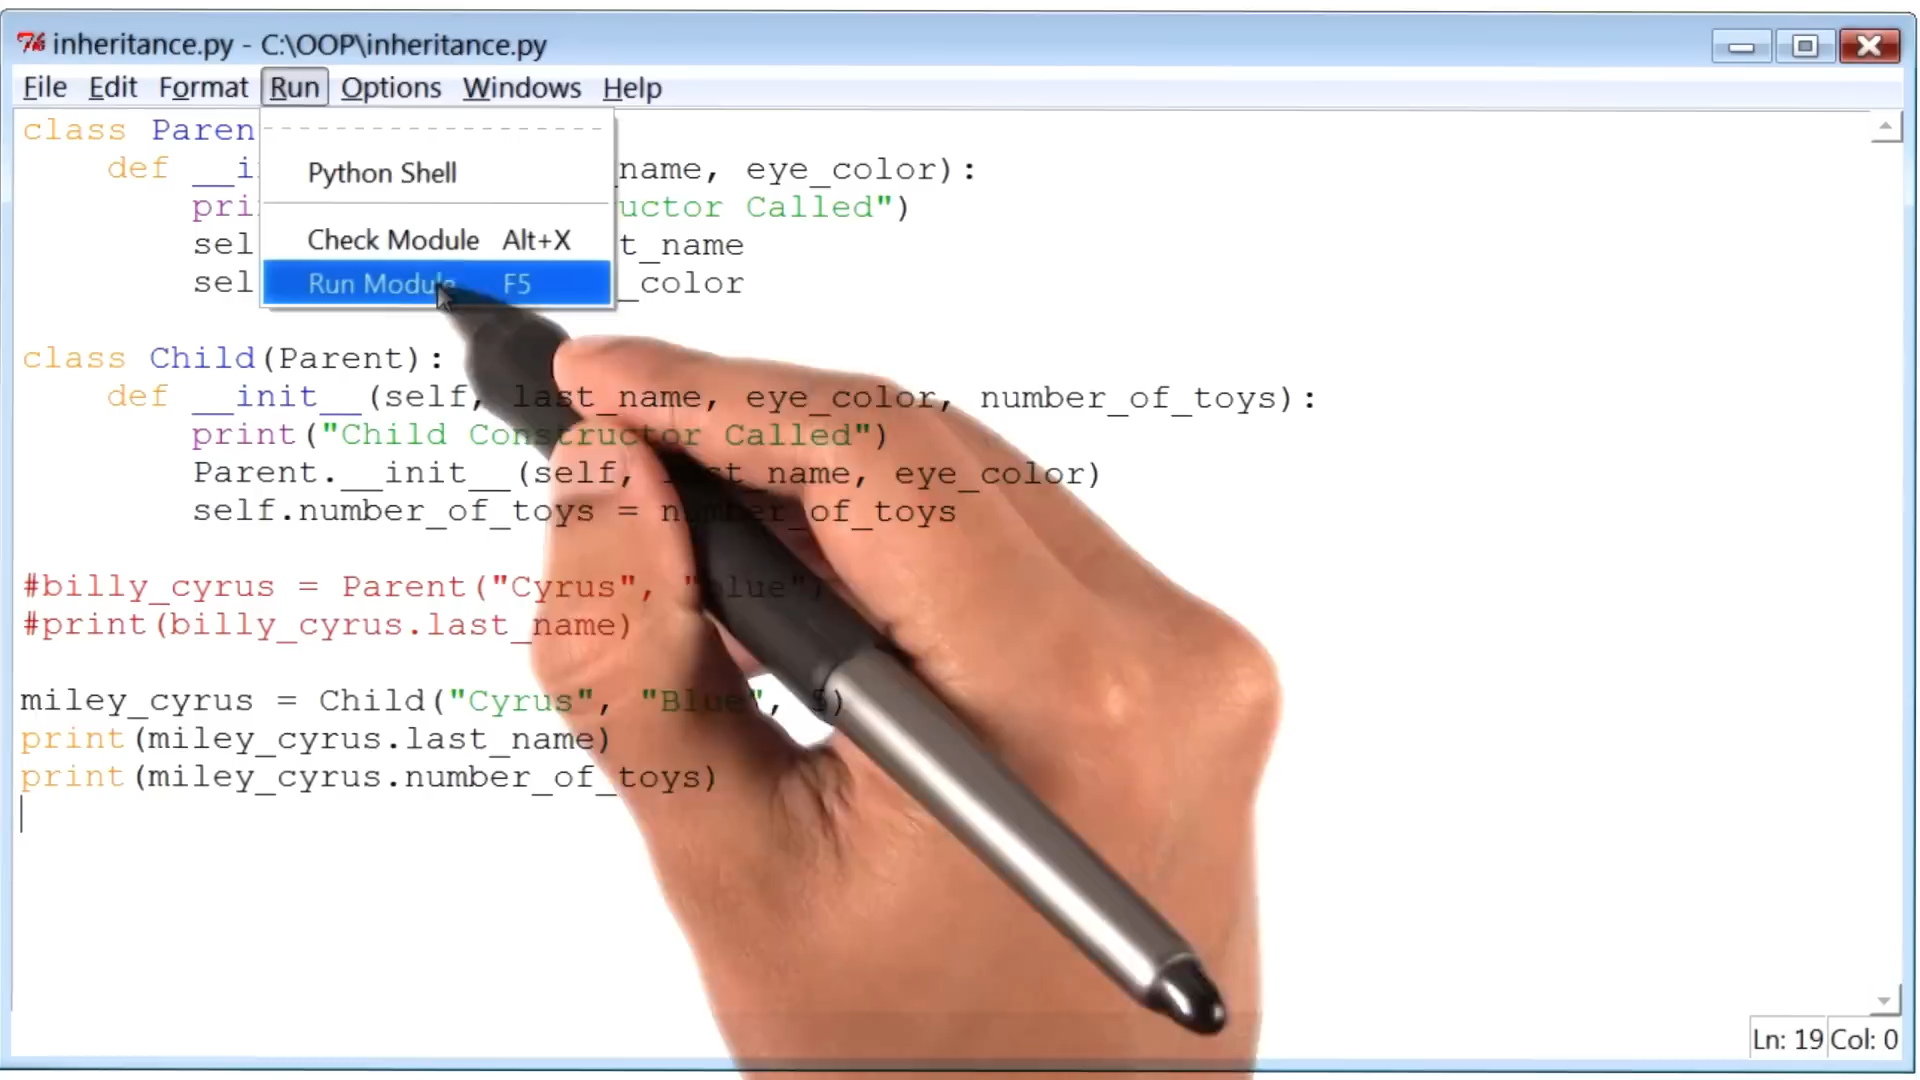 inheritance.py - C:\OOP\inheritance.py
File Edit Format Run Options Windows Help
class Paren
def __i name, eye_color):
pri uctor Called")
sel t_name
sel _color
Python Shell
Check Module Alt+X
Run Module F5
class Child(Parent):
def __init__(self, last_name, eye_color, number_of_toys):
print("Child Constructor Called")
Parent.__init__(self, last_name, eye_color)
self.number_of_toys = number_of_toys
#billy_cyrus = Parent("Cyrus", "blue")
#print(billy_cyrus.last_name)
miley_cyrus = Child("Cyrus", "Blue", )
print(miley_cyrus.last_name)
print(miley_cyrus.number_of_toys)
Ln: 19 Col: 0